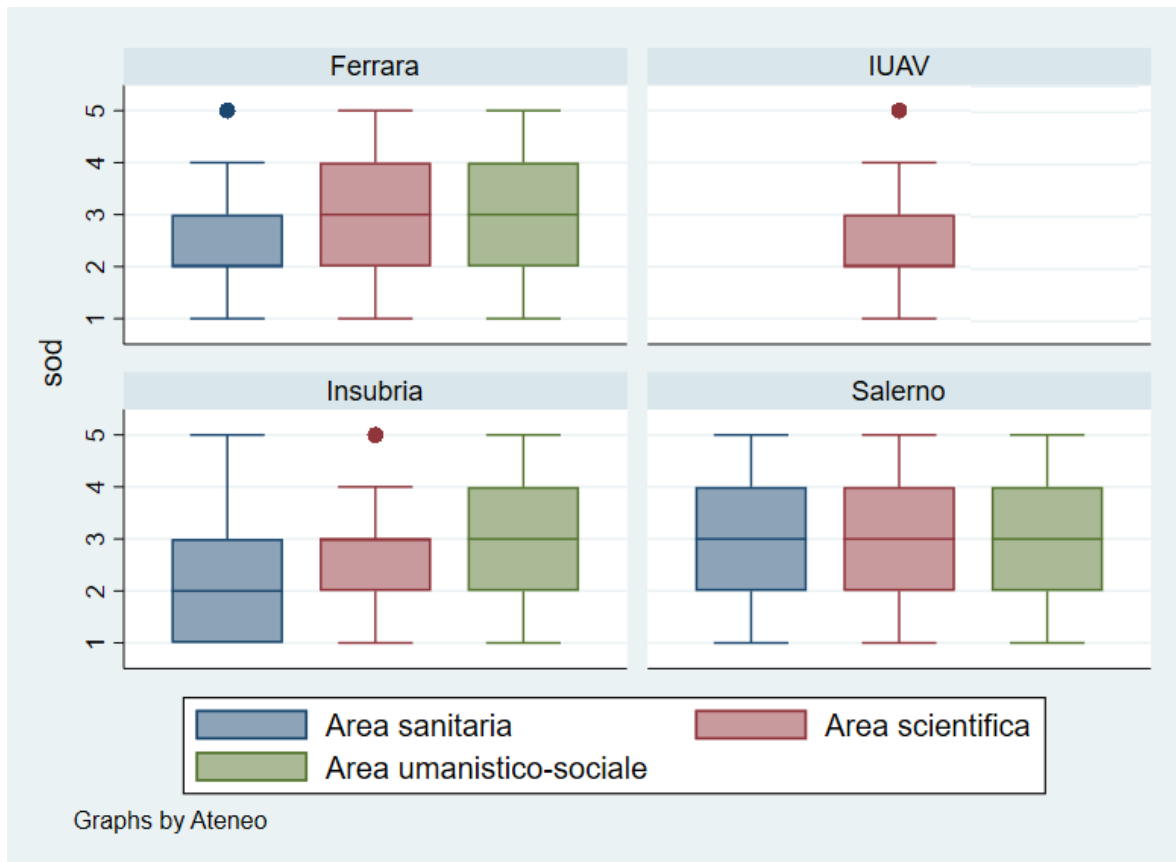 Ferrara
IUAV
5
4
3
2
1
sod
Insubria
Salerno
5
4
3
2
1
Area sanitaria
Area scientifica
Area umanistico-sociale
Graphs by Ateneo